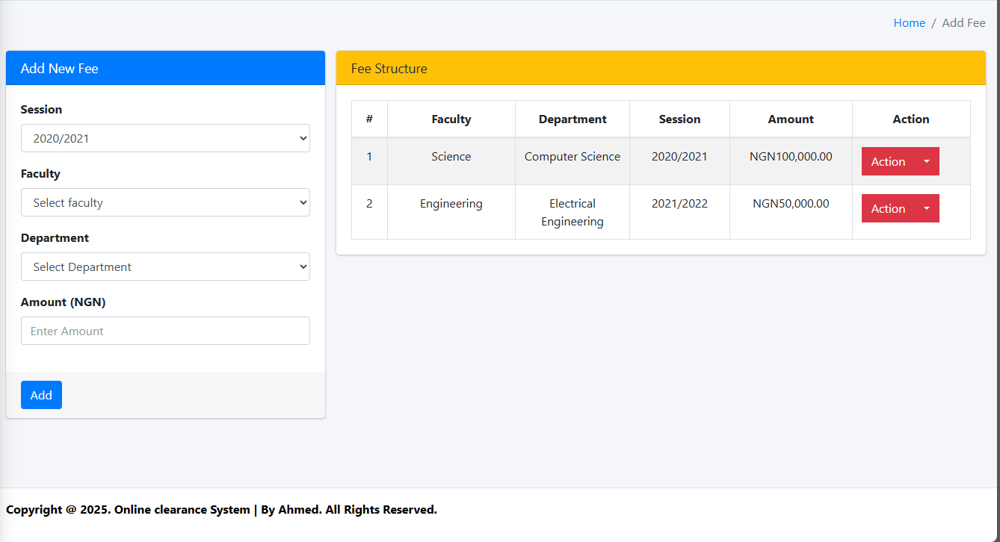 Home / Add Fee
Add New Fee
Session
2020/2021
Faculty
Select faculty
Department
Select Department
Amount (NGN)
Enter Amount
Add
Fee Structure
# Faculty Department Session Amount Action
1 Science Computer Science 2020/2021 NGN100,000.00 Action
2 Engineering Electrical Engineering 2021/2022 NGN50,000.00 Action
Copyright @ 2025. Online clearance System | By Ahmed. All Rights Reserved.